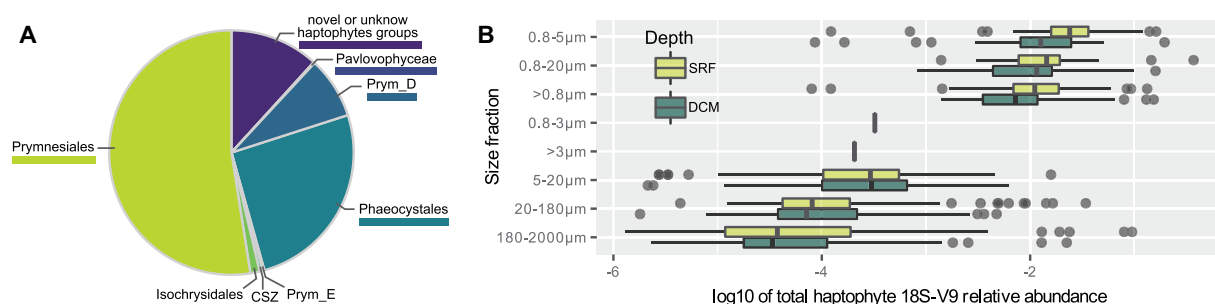 A
novel or unknow
haptophytes groups
Pavlovophyceae
Prym_D
Prymnesiales
Phaeocystales
Isochrysidales
CSZ
Prym_E
B
Size fraction
0.8-5µm
0.8-20µm
>0.8µm
0.8-3µm
>3µm
5-20µm
20-180µm
180-2000µm
Depth
SRF
DCM
-6
-4
-2
log10 of total haptophyte 18S-V9 relative abundance